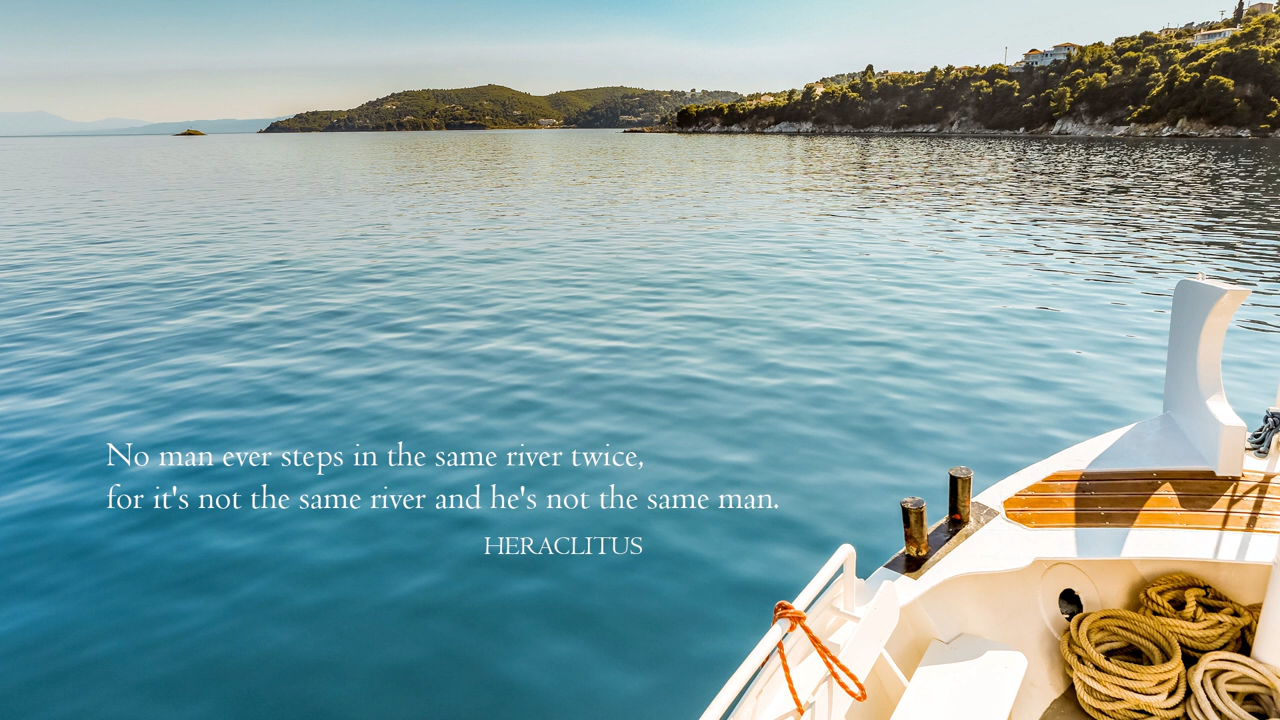 No man ever steps in the same river twice,
for it's not the same river and he's not the same man.
HERACLITUS